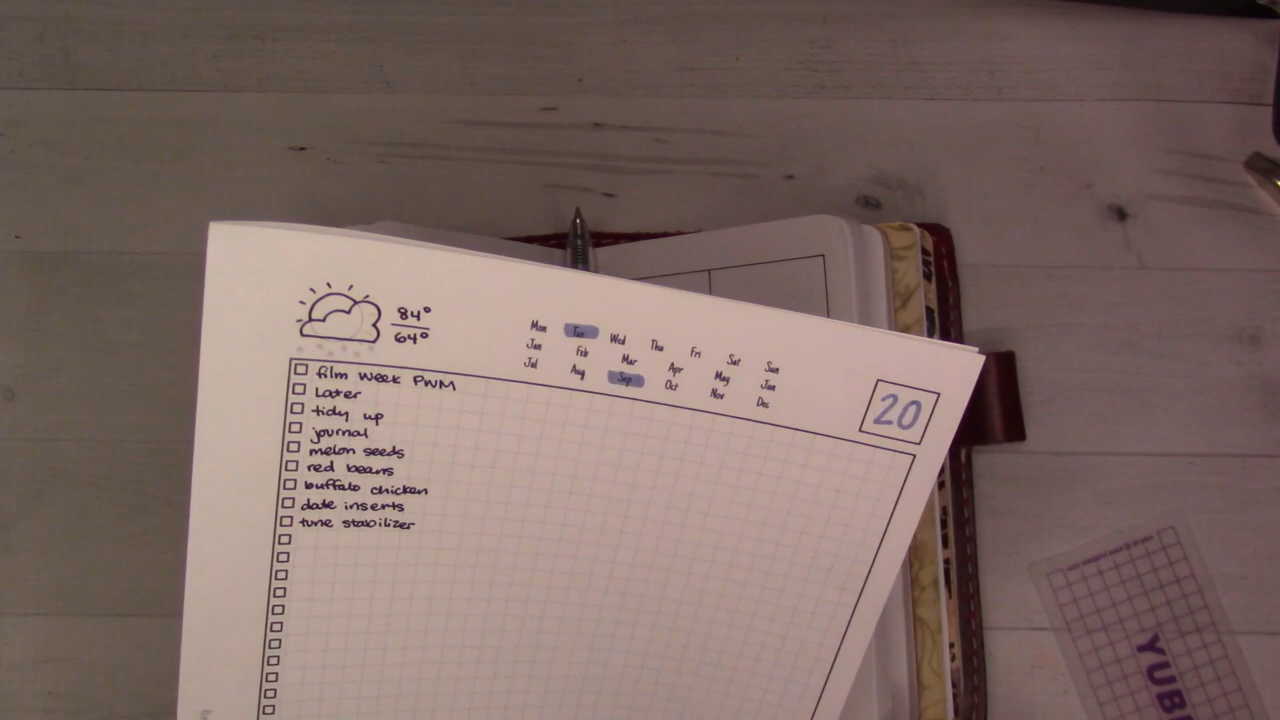 84°
64°
Mon Tue Wed Thu Fri Sat Sun
Jan Feb Mar Apr May Jan
Jul Aug Sep Oct Nov Dec
20
film week PWM
Later
tidy up
journal
melon seeds
red beans
buffalo chicken
date inserts
tune stabilizer
YUB